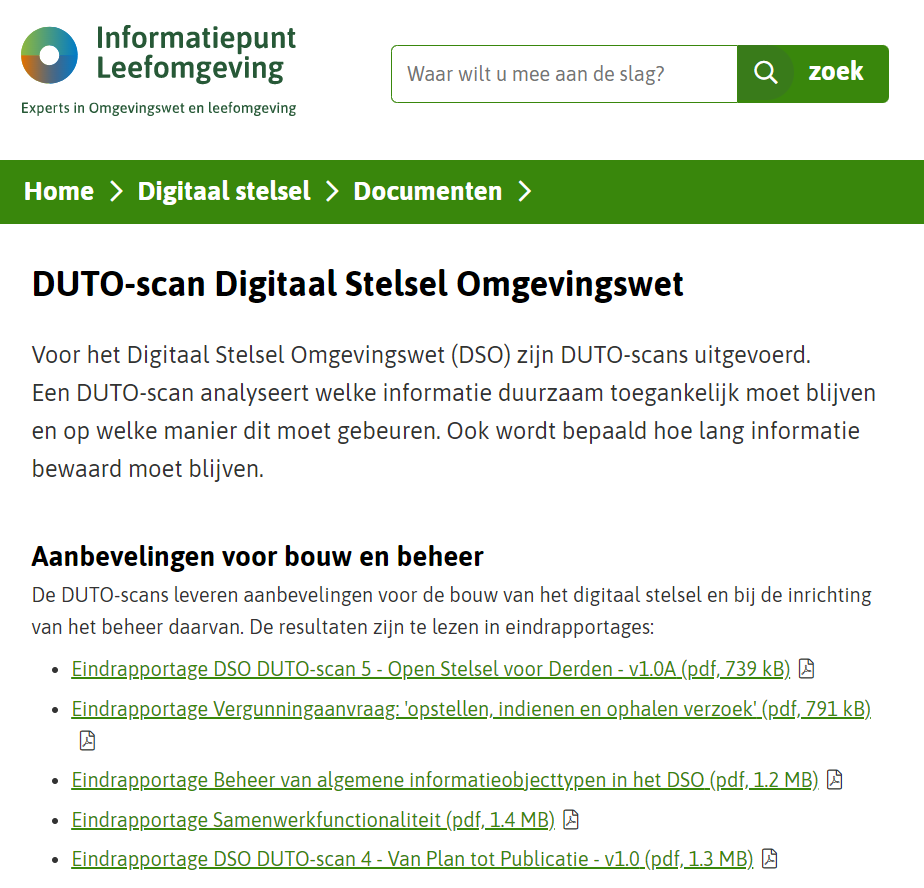 Informatiepunt
Leefomgeving
Experts in Omgevingswet en leefomgeving
Waar wilt u mee aan de slag?
zoek
Home > Digitaal stelsel > Documenten >
DUTO-scan Digitaal Stelsel Omgevingswet
Voor het Digitaal Stelsel Omgevingswet (DSO) zijn DUTO-scans uitgevoerd.
Een DUTO-scan analyseert welke informatie duurzaam toegankelijk moet blijven
en op welke manier dit moet gebeuren. Ook wordt bepaald hoe lang informatie
bewaard moet blijven.
Aanbevelingen voor bouw en beheer
De DUTO-scans leveren aanbevelingen voor de bouw van het digitaal stelsel en bij de inrichting
van het beheer daarvan. De resultaten zijn te lezen in eindrapportages:
• Eindrapportage DSO DUTO-scan 5 - Open Stelsel voor Derden - v1.0A (pdf, 739 kB)
• Eindrapportage Vergunningaanvraag: 'opstellen, indienen en ophalen verzoek' (pdf, 791 kB)
• Eindrapportage Beheer van algemene informatieobjecttypen in het DSO (pdf, 1.2 MB)
• Eindrapportage Samenwerkfunctionaliteit (pdf, 1.4 MB)
• Eindrapportage DSO DUTO-scan 4 - Van Plan tot Publicatie - v1.0 (pdf, 1.3 MB)